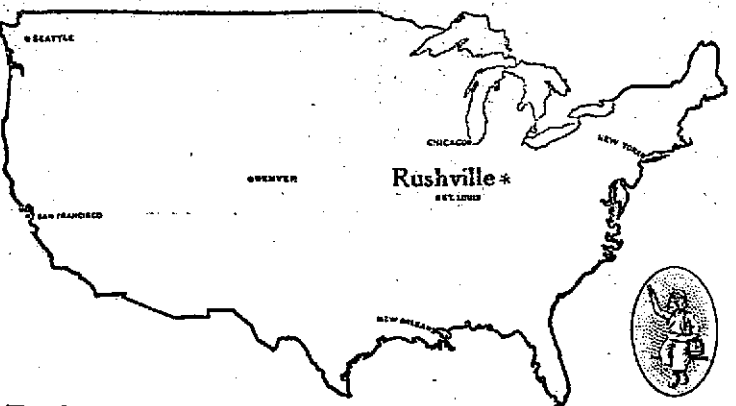 SEATTLE
CHICAGO
NEW YORK
DENVER
Rushville *
ST. LOUIS
SAN FRANCISCO
NEW ORLEANS